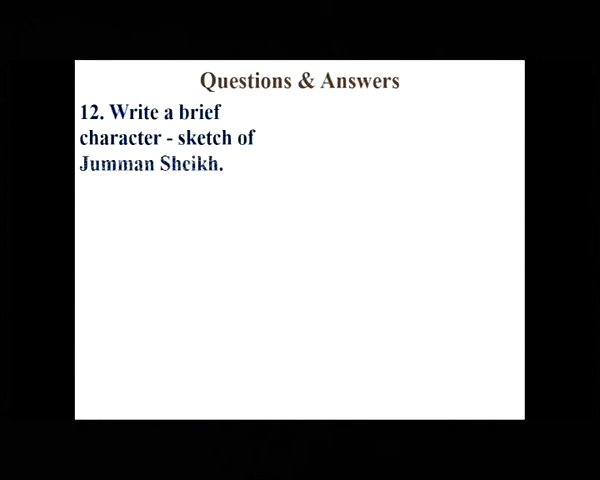 Questions & Answers
12. Write a brief
character - sketch of
Jumman Sheikh.